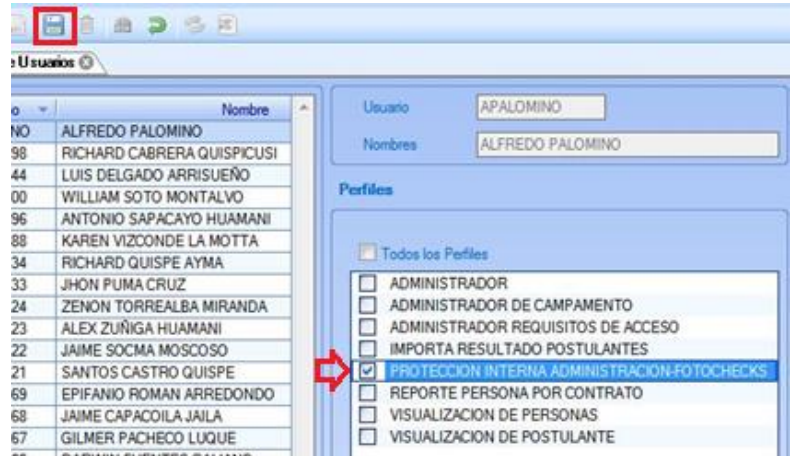 e Usuarios
o Nombre
NO ALFREDO PALOMINO
98 RICHARD CABRERA QUISPICUSI
44 LUIS DELGADO ARRISUEÑO
00 WILLIAM SOTO MONTALVO
96 ANTONIO SAPACAYO HUAMANI
88 KAREN VIZCONDE LA MOTTA
34 RICHARD QUISPE AYMA
33 JHON PUMA CRUZ
24 ZENON TORREALBA MIRANDA
23 ALEX ZUÑIGA HUAMANI
22 JAIME SOCMA MOSCOSO
21 SANTOS CASTRO QUISPE
69 EPIFANIO ROMAN ARREDONDO
68 JAIME CAPACOILA JAILA
67 GILMER PACHECO LUQUE
Usuario APALOMINO
Nombres ALFREDO PALOMINO
Perfiles
Todos los Perfiles
ADMINISTRADOR
ADMINISTRADOR DE CAMPAMENTO
ADMINISTRADOR REQUISITOS DE ACCESO
IMPORTA RESULTADO POSTULANTES
PROTECCION INTERNA ADMINISTRACION-FOTOCHECKS
REPORTE PERSONA POR CONTRATO
VISUALIZACION DE PERSONAS
VISUALIZACION DE POSTULANTE